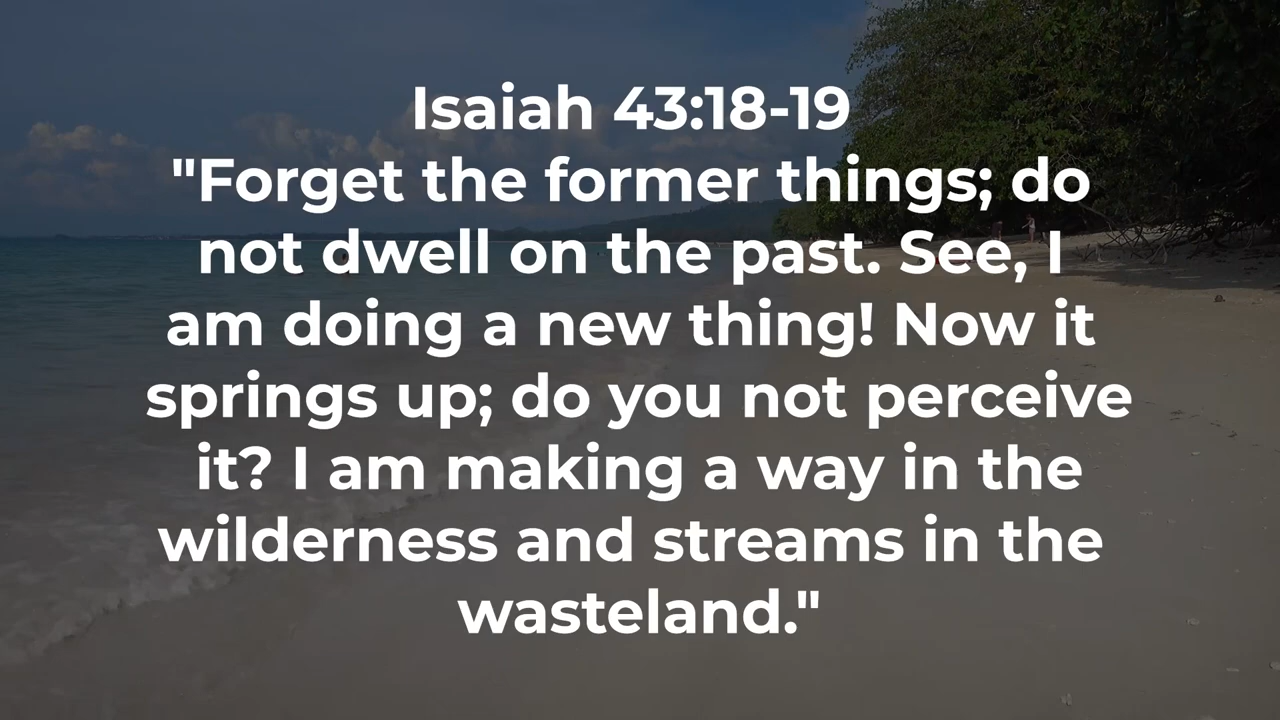 Isaiah 43:18-19
"Forget the former things; do
not dwell on the past. See, I
am doing a new thing! Now it
springs up; do you not perceive
it? I am making a way in the
wilderness and streams in the
wasteland."